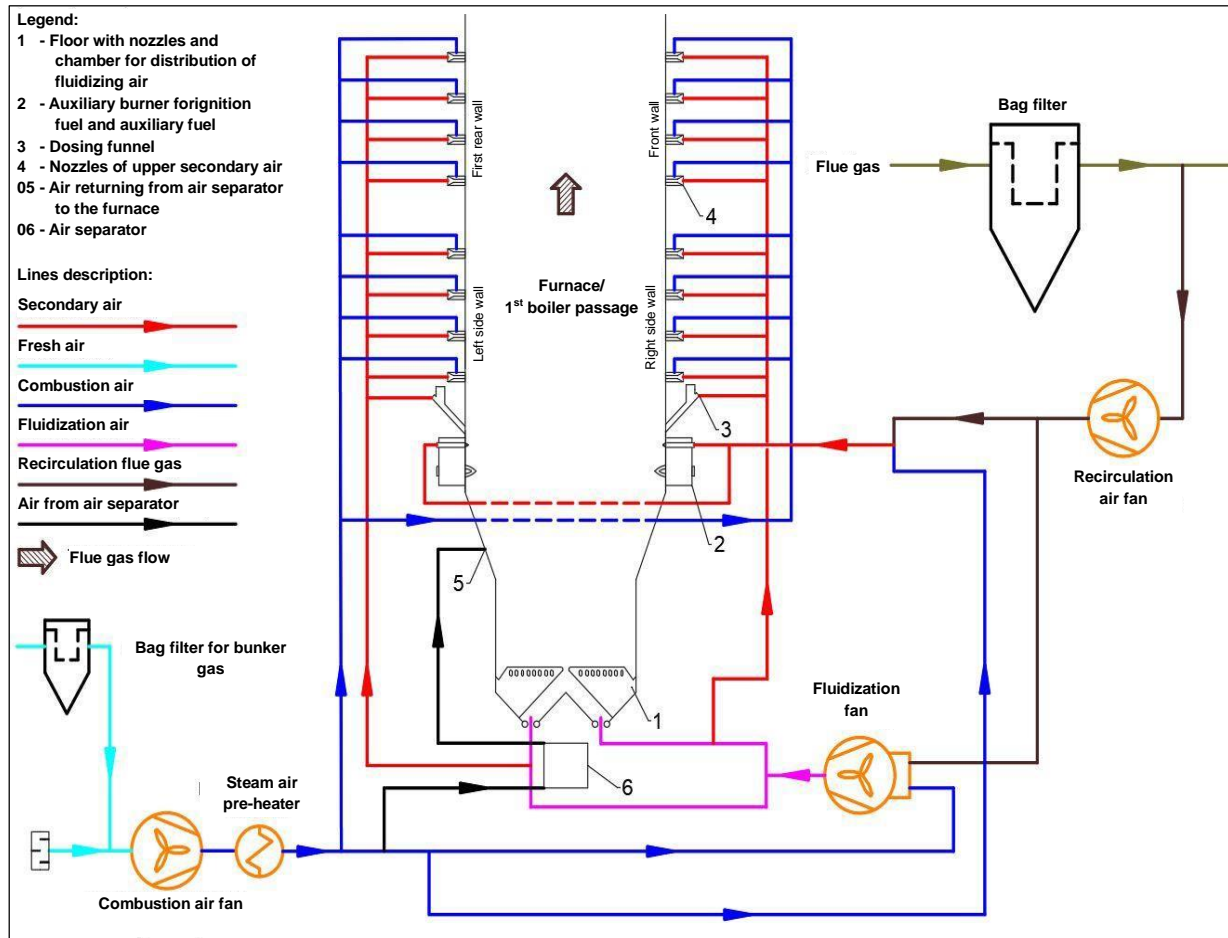 Legend:
1 - Floor with nozzles and
chamber for distribution of
fluidizing air
2 - Auxiliary burner forignition
fuel and auxiliary fuel
3 - Dosing funnel
4 - Nozzles of upper secondary air
05 - Air returning from air separator
to the furnace
06 - Air separator
Lines description:
Secondary air
Fresh air
Combustion air
Fluidization air
Recirculation flue gas
Air from air separator
Flue gas flow
Bag filter for bunker
gas
Steam air
pre-heater
Combustion air fan
First rear wall
Left side wall
Furnace/
1st boiler passage
Front wall
Right side wall
4
3
2
5
1
6
Bag filter
Flue gas
Recirculation
air fan
Fluidization
fan